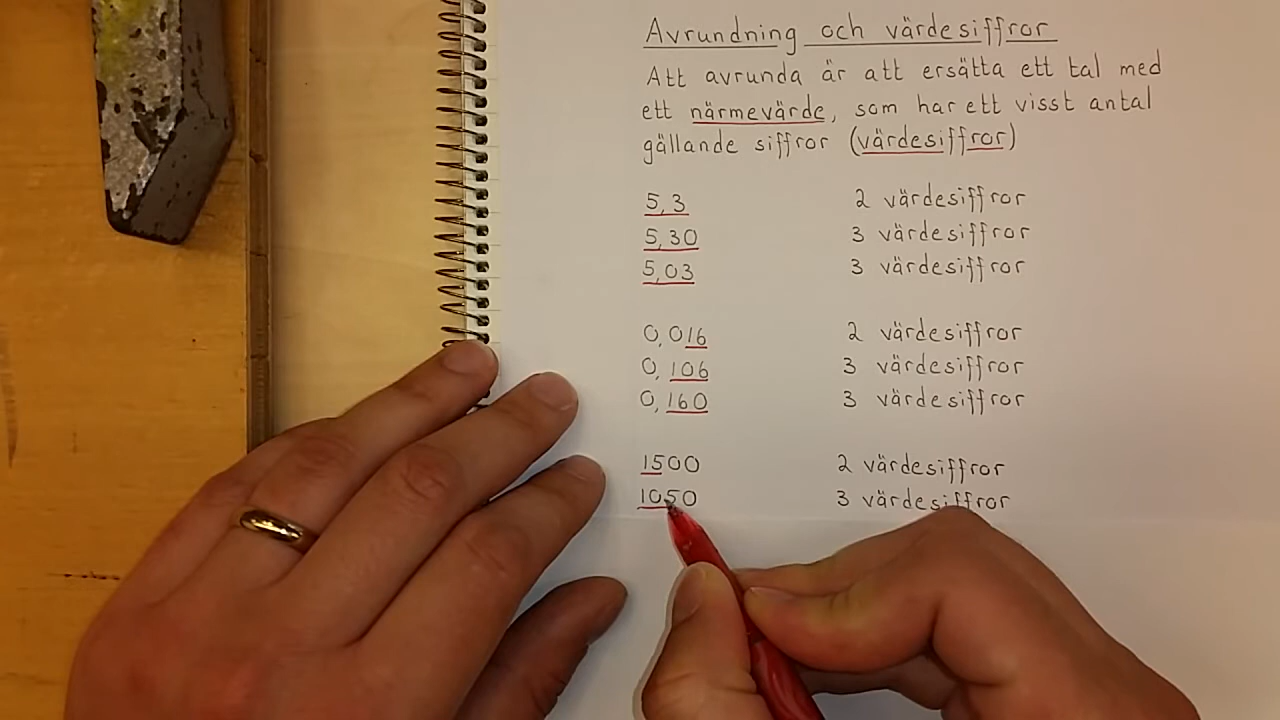 Avrundning och värdesiffror
Att avrunda är att ersätta ett tal med
ett närmevärde, som har ett visst antal
gällande siffror (värdesiffror)
5,3 2 värdesiffror
5,30 3 värdesiffror
5,03 3 värdesiffror
0,016 2 värdesiffror
0,106 3 värdesiffror
0,160 3 värdesiffror
1500 2 värdesiffror
1050 3 värdesiffror